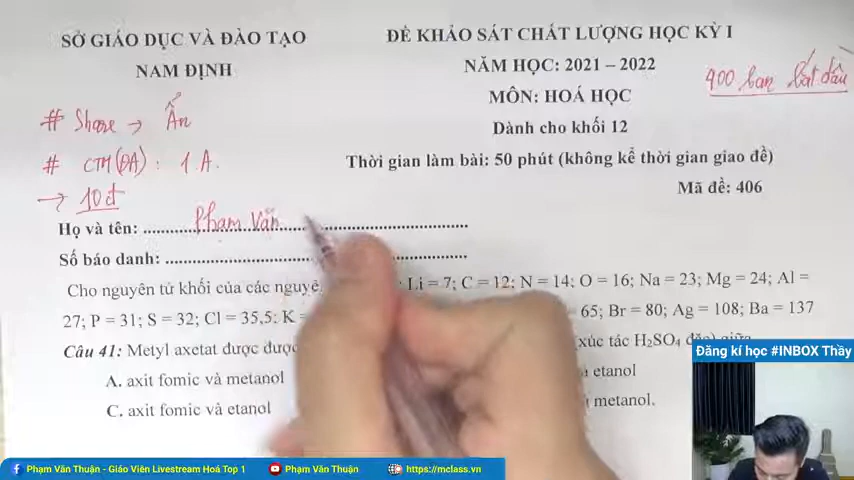 SỞ GIÁO DỤC VÀ ĐÀO TẠO
NAM ĐỊNH
ĐỀ KHẢO SÁT CHẤT LƯỢNG HỌC KỲ I
NĂM HỌC: 2021 – 2022
MÔN: HOÁ HỌC
Dành cho khối 12
Thời gian làm bài: 50 phút (không kể thời gian giao đề)
Mã đề: 406
900 bạn bắt đầu
# Share → Ẩn
# CTM(ĐA) : 1.A.
→ 10đ
Họ và tên: Phạm Văn
Số báo danh:
Cho nguyên tử khối của các nguyê Li = 7; C = 12; N = 14; O = 16; Na = 23; Mg = 24; Al =
27; P = 31; S = 32; Cl = 35,5; K = 65; Br = 80; Ag = 108; Ba = 137
Câu 41: Metyl axetat được đượ xúc tác H₂SO₄ đặc) giữa
A. axit fomic và metanol etanol
C. axit fomic và etanol metanol.
Đăng kí học #INBOX Thầy
Phạm Văn Thuận - Giáo Viên Livestream Hoá Top 1
Phạm Văn Thuận
https://mclass.vn